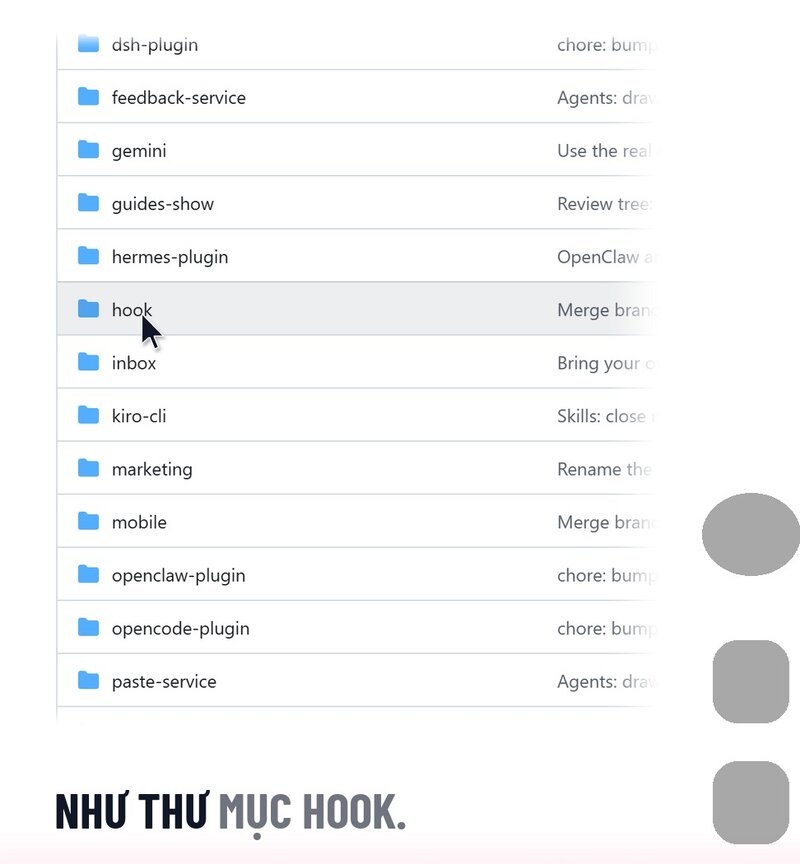 dsh-plugin chore: bump
feedback-service Agents: draw
gemini Use the real
guides-show Review tree:
hermes-plugin OpenClaw
hook Merge
inbox Bring your
kiro-cli Skills: close
marketing Rename the
mobile Merge
openclaw-plugin chore: bump
opencode-plugin chore: bump
paste-service Agents: draw
NHƯ THƯ MỤC HOOK.